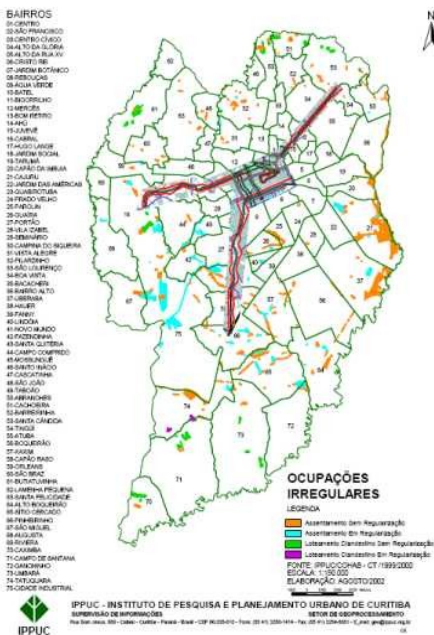 BAIRROS
01-CENTRO
02-SÃO FRANCISCO
03-CENTRO CÍVICO
04-ALTO DA GLÓRIA
05-ALTO DA RUA XV
06-CRISTO REI
07-JARDIM BOTÂNICO
08-REBOUÇAS
09-ÁGUA VERDE
10-BATEL
11-BIGORRILHO
12-MERCÊS
13-BOM RETIRO
14-AHÚ
15-JUVEVÊ
16-CABRAL
17-HUGO LANGE
18-JARDIM SOCIAL
19-TARUMÃ
20-CAPÃO DA IMBUIA
21-CAJURU
22-JARDIM DAS AMÉRICAS
23-GUABIROTUBA
24-PRADO VELHO
25-PAROLIN
26-GUAÍRA
27-PORTÃO
28-VILA IZABEL
29-SEMINÁRIO
30-CAMPINA DO SIQUEIRA
31-VISTA ALEGRE
32-PILARZINHO
33-SÃO LOURENÇO
34-BOA VISTA
35-BACACHERI
36-BAIRRO ALTO
37-UBERABA
38-HAUER
39-FANNY
40-LINDÓIA
41-NOVO MUNDO
42-FAZENDINHA
43-SANTA QUITÉRIA
44-CAMPO COMPRIDO
45-MOSSUNGUÊ
46-SANTO INÁCIO
47-CASCATINHA
48-SÃO JOÃO
49-TABOÃO
50-ABRANCHES
51-CACHOEIRA
52-BARREIRINHA
53-SANTA CÂNDIDA
54-TINGUI
55-ATUBA
56-BOQUEIRÃO
57-XAXIM
58-CAPÃO RASO
59-ORLEANS
60-SÃO BRAZ
61-BUTIATUVINHA
62-LAMENHA PEQUENA
63-SANTA FELICIDADE
64-ALTO BOQUEIRÃO
65-SÍTIO CERCADO
66-PINHEIRINHO
67-SÃO MIGUEL
68-AUGUSTA
69-RIVIERA
70-CAXIMBA
71-CAMPO DE SANTANA
72-GANCHINHO
73-UMBARÁ
74-TATUQUARA
75-CIDADE INDUSTRIAL
OCUPAÇÕES
IRREGULARES
LEGENDA
Assentamento Sem Regularização
Assentamento Em Regularização
Loteamento Clandestino Sem Regularização
Loteamento Clandestino Em Regularização
FONTE: IPPUC/COHAB - CT /1999/2000
ESCALA: 1:150.000
ELABORAÇÃO: AGOSTO/2002
IPPUC - INSTITUTO DE PESQUISA E PLANEJAMENTO URBANO DE CURITIBA
SUPERVISÃO DE INFORMAÇÕES SETOR DE GEOPROCESSAMENTO
IPPUC